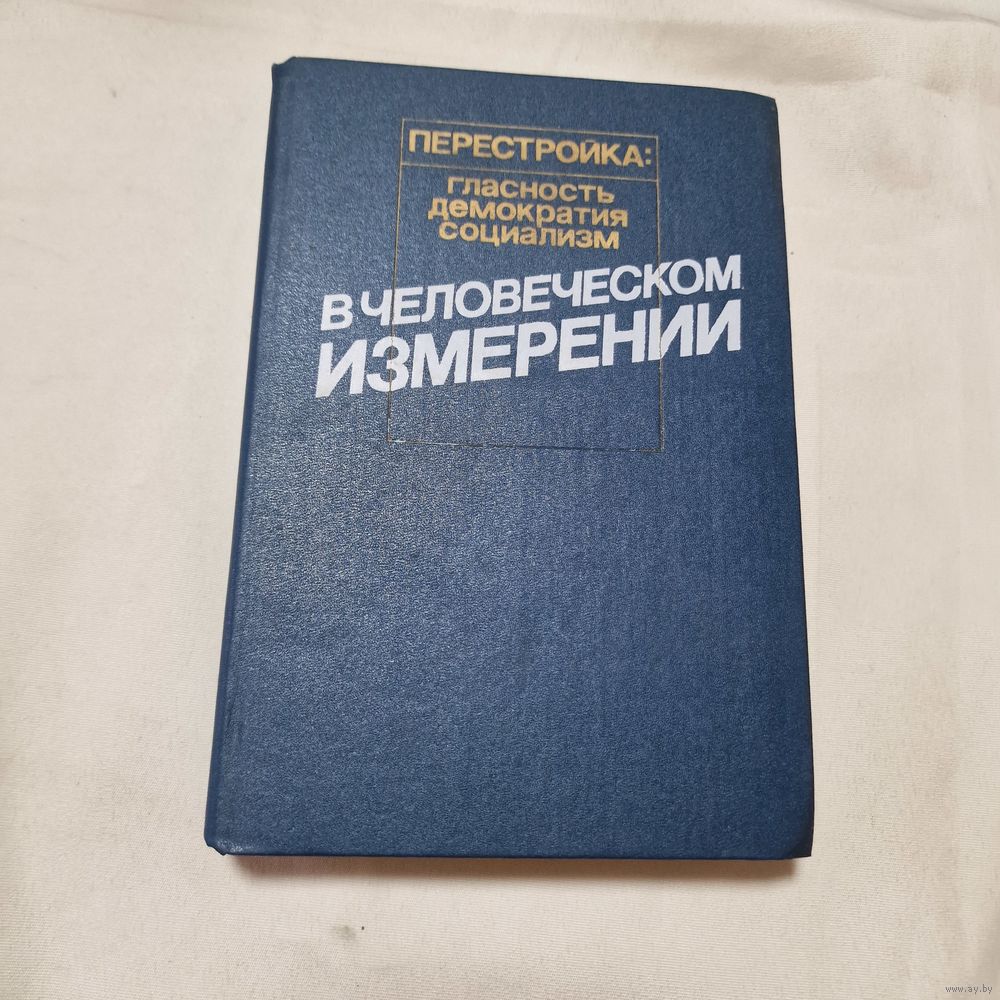 ПЕРЕСТРОЙКА:
гласность
демократия
социализм
В ЧЕЛОВЕЧЕСКОМ
ИЗМЕРЕНИИ
www.ay.by